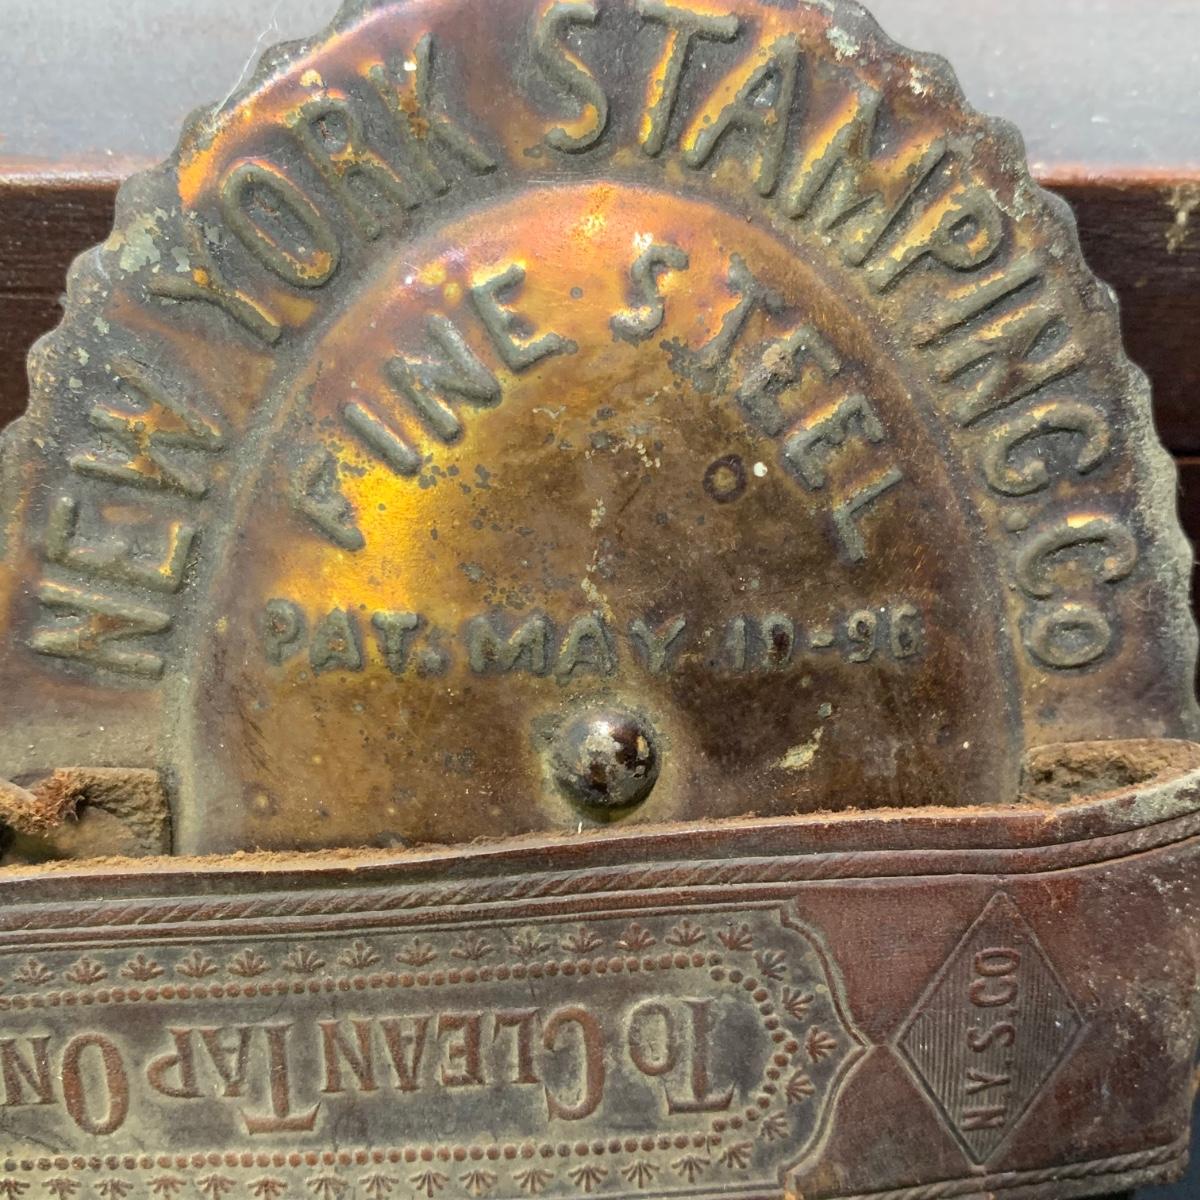 NEW YORK STAMPING.CO
FINE STEEL
PAT. MAY 19-96
TO CLEAN TAP ON
N.Y.S.CO